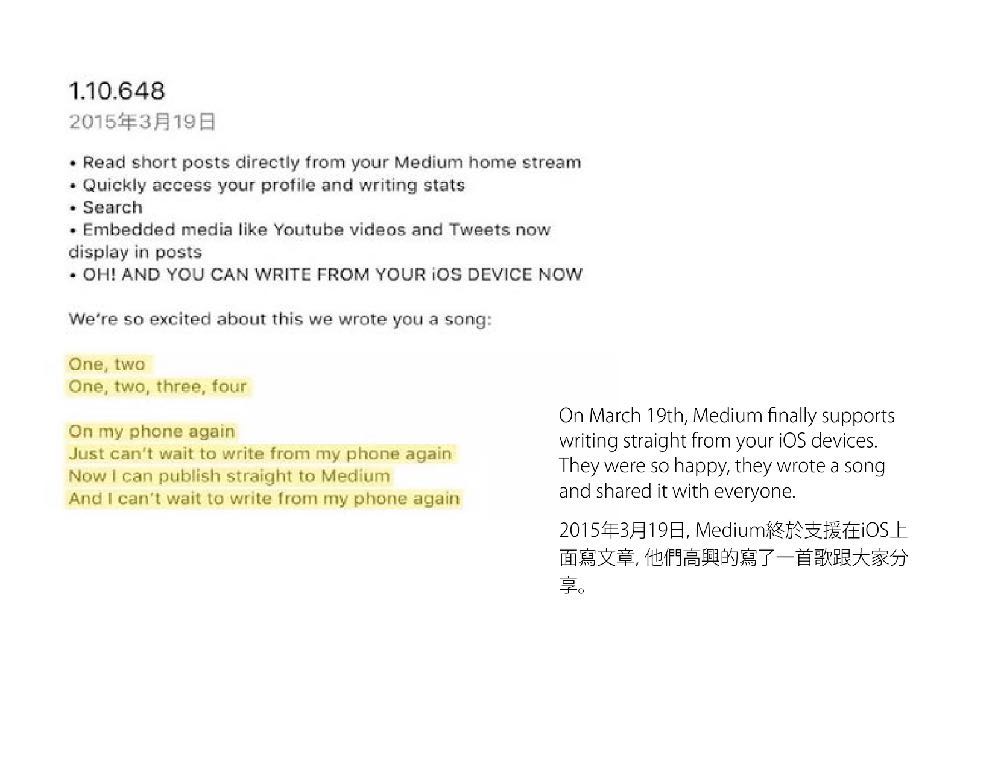 1.10.648
2015年3月19日
• Read short posts directly from your Medium home stream
• Quickly access your profile and writing stats
• Search
• Embedded media like Youtube videos and Tweets now
display in posts
• OH! AND YOU CAN WRITE FROM YOUR iOS DEVICE NOW
We're so excited about this we wrote you a song:
One, two
One, two, three, four
On my phone again
Just can't wait to write from my phone again
Now I can publish straight to Medium
And I can't wait to write from my phone again
On March 19th, Medium finally supports
writing straight from your iOS devices.
They were so happy, they wrote a song
and shared it with everyone.
2015年3月19日, Medium終於支援在iOS上
面寫文章, 他們高興的寫了一首歌跟大家分
享。